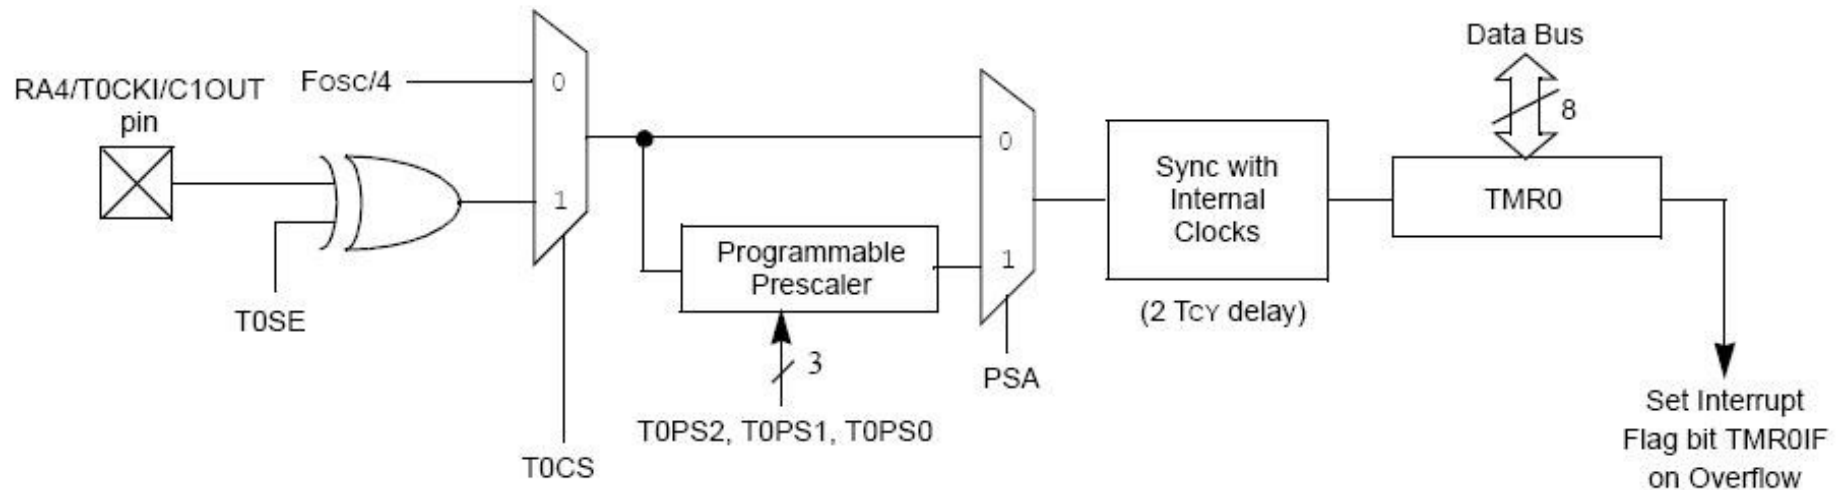 RA4/T0CKI/C1OUT
pin
FOSC/4
T0SE
0
1
T0CS
Programmable
Prescaler
3
T0PS2, T0PS1, T0PS0
0
1
PSA
Sync with
Internal
Clocks
(2 TCY delay)
Data Bus
8
TMR0
Set Interrupt
Flag bit TMR0IF
on Overflow